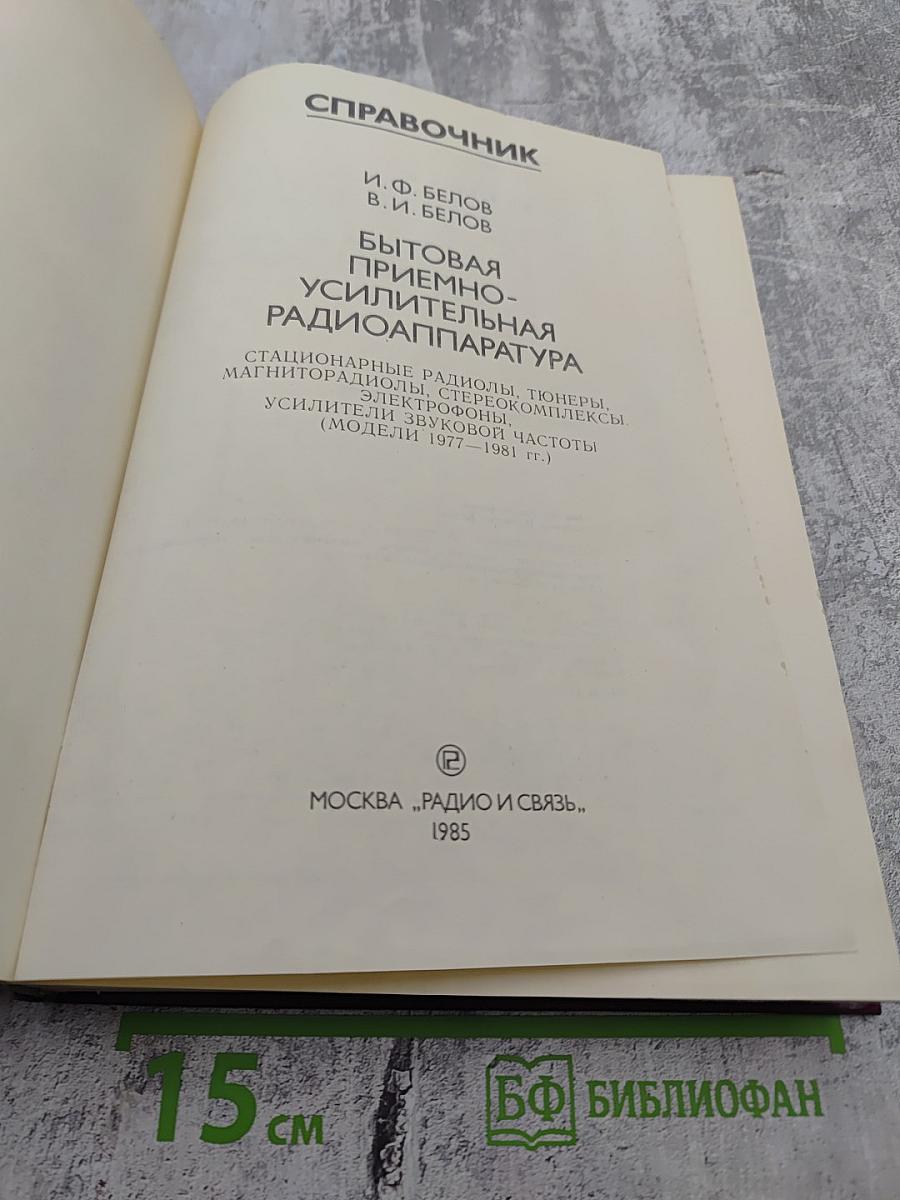 СПРАВОЧНИК
И. Ф. БЕЛОВ
В. И. БЕЛОВ
БЫТОВАЯ
ПРИЕМНО-
УСИЛИТЕЛЬНАЯ
РАДИОАППАРАТУРА
СТАЦИОНАРНЫЕ РАДИОЛЫ, ТЮНЕРЫ,
МАГНИТОРАДИОЛЫ, СТЕРЕОКОМПЛЕКСЫ.
ЭЛЕКТРОФОНЫ,
УСИЛИТЕЛИ ЗВУКОВОЙ ЧАСТОТЫ
(МОДЕЛИ 1977—1981 гг.)
МОСКВА „РАДИО И СВЯЗЬ„
1985
15 см
БФ БИБЛИОФАН